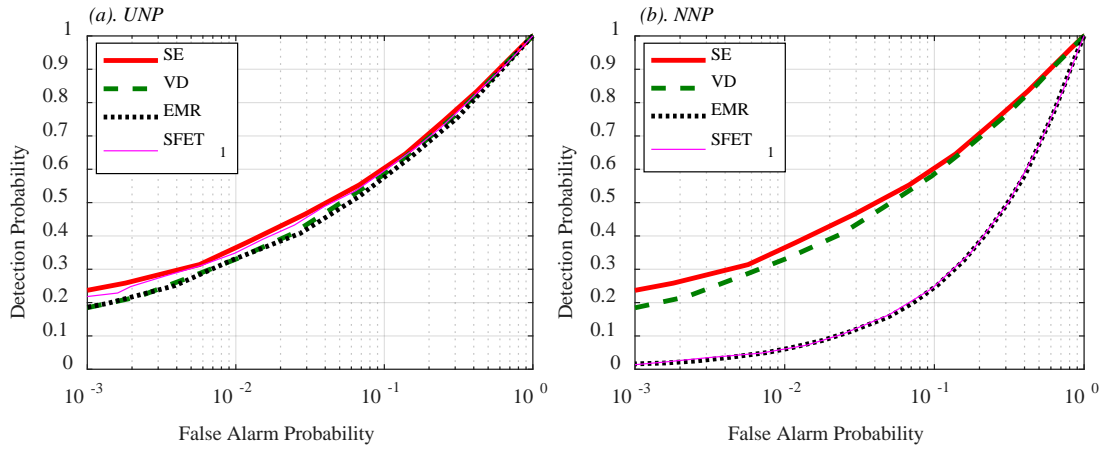 (a). UNP
1
0.9
0.8
0.7
0.6
0.5
0.4
0.3
0.2
0.1
0
Detection Probability
SE
VD
EMR
SFET 1
10 -3
10 -2
10 -1
10 0
False Alarm Probability
(b). NNP
1
0.9
0.8
0.7
0.6
0.5
0.4
0.3
0.2
0.1
0
Detection Probability
SE
VD
EMR
SFET 1
10 -3
10 -2
10 -1
10 0
False Alarm Probability